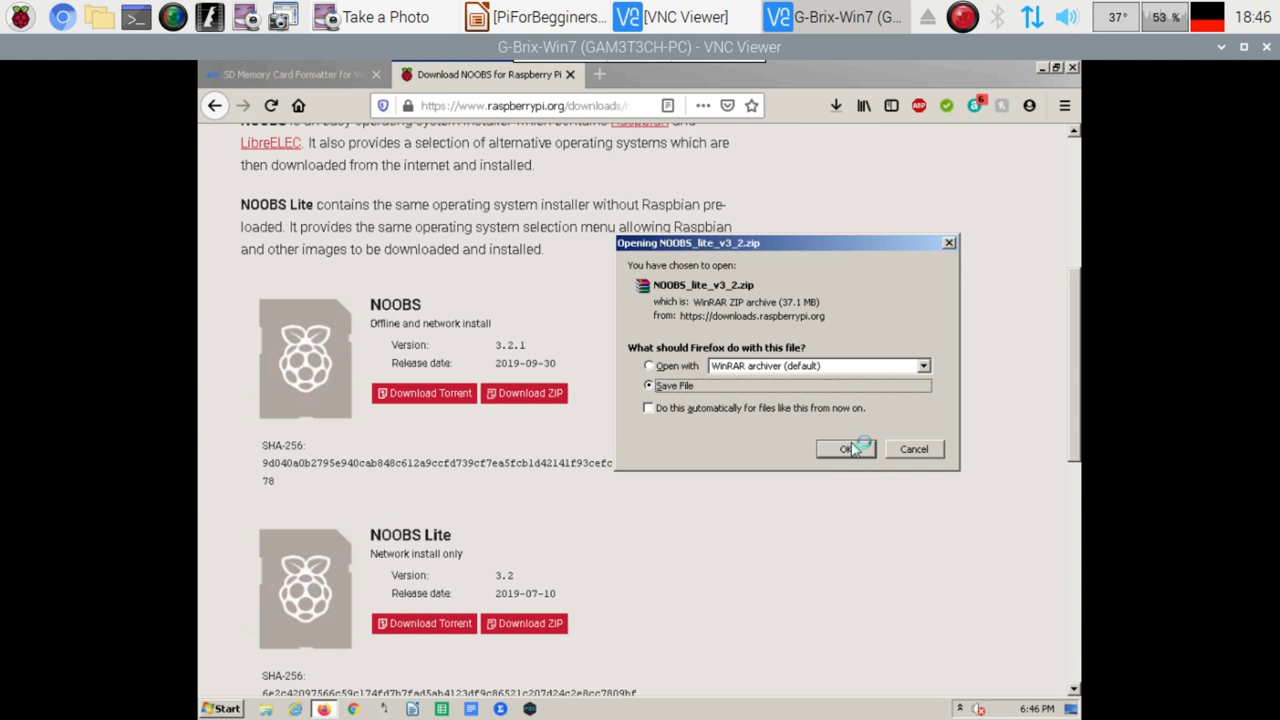 Take a Photo
[PiForBegginers...
[VNC Viewer]
G-Brix-Win7 (G...
37°
53 %
18:46
G-Brix-Win7 (GAM3T3CH-PC) - VNC Viewer
SD Memory Card Formatter for W
Download NOOBS for Raspberry Pi
https://www.raspberrypi.org/downloads/
ABP
6
LibreELEC. It also provides a selection of alternative operating systems which are
then downloaded from the internet and installed.
NOOBS Lite contains the same operating system installer without Raspbian pre-
loaded. It provides the same operating system selection menu allowing Raspbian
and other images to be downloaded and installed.
NOOBS
Offline and network install
Version: 3.2.1
Release date: 2019-09-30
Download Torrent
Download ZIP
SHA-256:
9d040a0b2795e940cab848c612a9ccfd739cf7ea5fcb1d42141f93cefc
78
NOOBS Lite
Network install only
Version: 3.2
Release date: 2019-07-10
Download Torrent
Download ZIP
SHA-256:
Opening NOOBS_lite_v3_2.zip
You have chosen to open:
NOOBS_lite_v3_2.zip
which is: WinRAR ZIP archive (37.1 MB)
from: https://downloads.raspberrypi.org
What should Firefox do with this file?
Open with WinRAR archiver (default)
Save File
Do this automatically for files like this from now on.
OK
Cancel
Start
6:46 PM